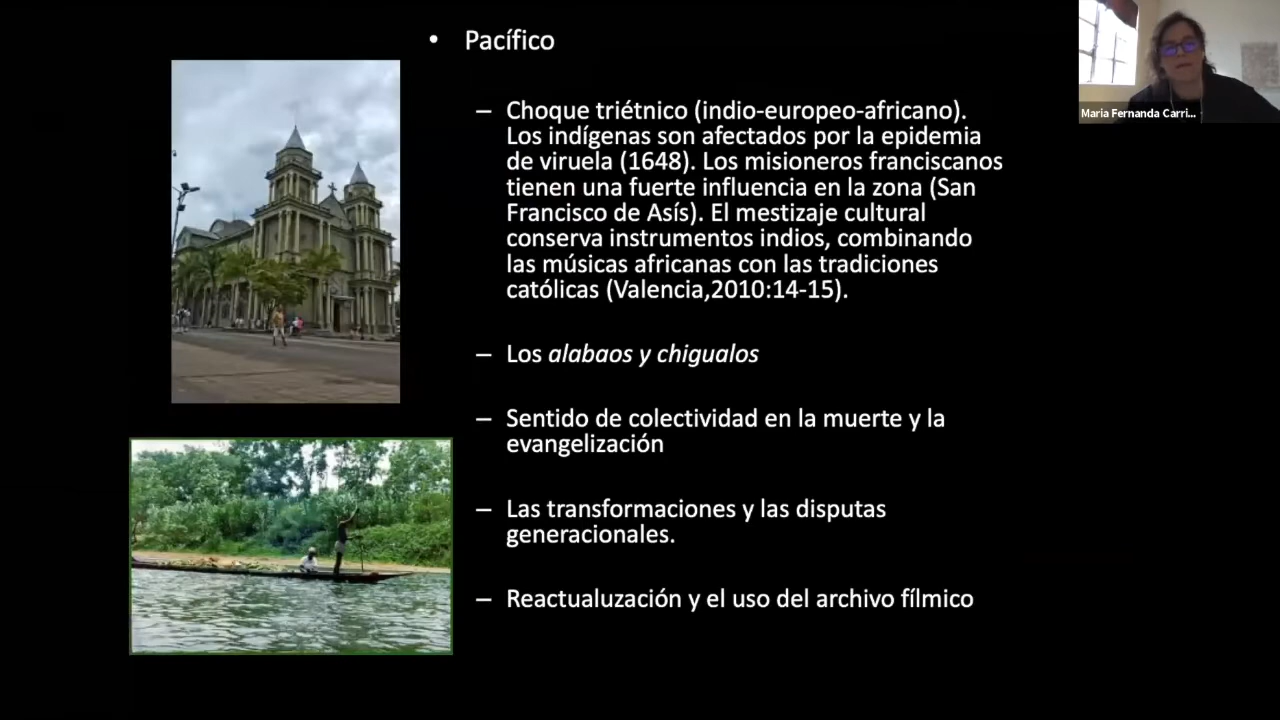 • Pacífico
– Choque triétnico (indio-europeo-africano).
Los indígenas son afectados por la epidemia
de viruela (1648). Los misioneros franciscanos
tienen una fuerte influencia en la zona (San
Francisco de Asís). El mestizaje cultural
conserva instrumentos indios, combinando
las músicas africanas con las tradiciones
católicas (Valencia,2010:14-15).
– Los alabaos y chigualos
– Sentido de colectividad en la muerte y la
evangelización
– Las transformaciones y las disputas
generacionales.
– Reactualuzación y el uso del archivo fílmico
Maria Fernanda Carri...